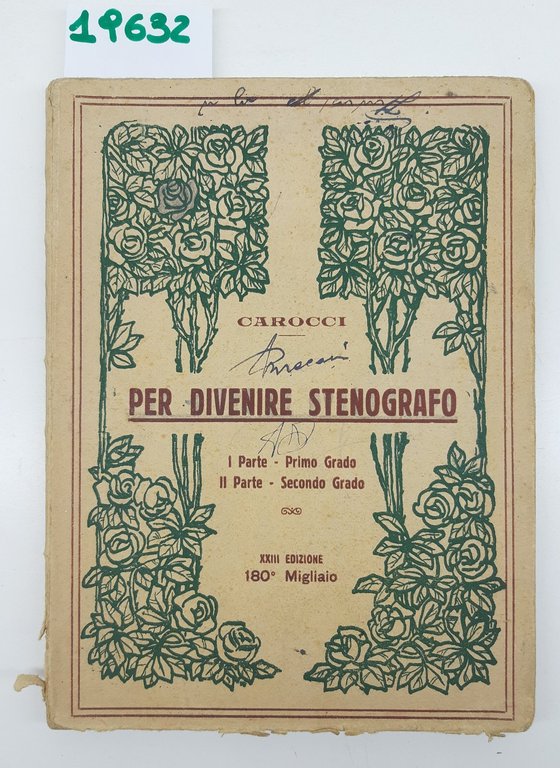 19632
CAROCCI
PER DIVENIRE STENOGRAFO
I Parte - Primo Grado
II Parte - Secondo Grado
XXIII EDIZIONE
180° Migliaio